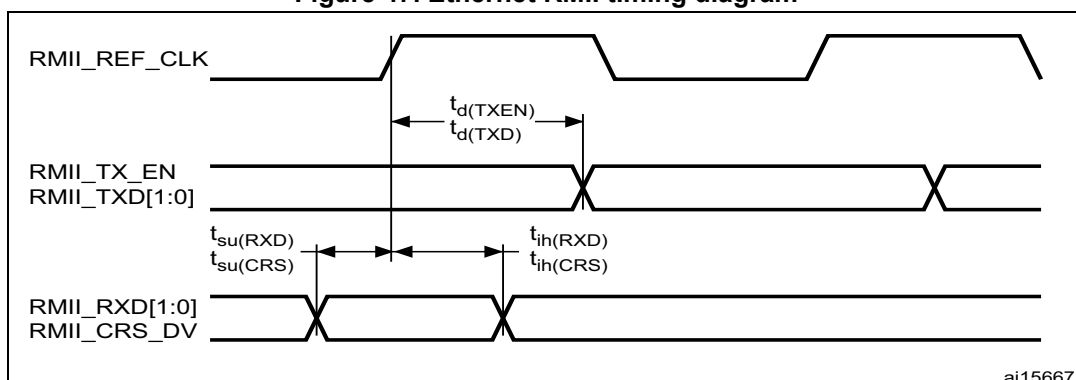 Figure Ethernet RMII timing diagram
RMII_REF_CLK
td(TXEN)
td(TXD)
RMII_TX_EN
RMII_TXD[1:0]
tsu(RXD)
tsu(CRS)
tih(RXD)
tih(CRS)
RMII_RXD[1:0]
RMII_CRS_DV
ai15667